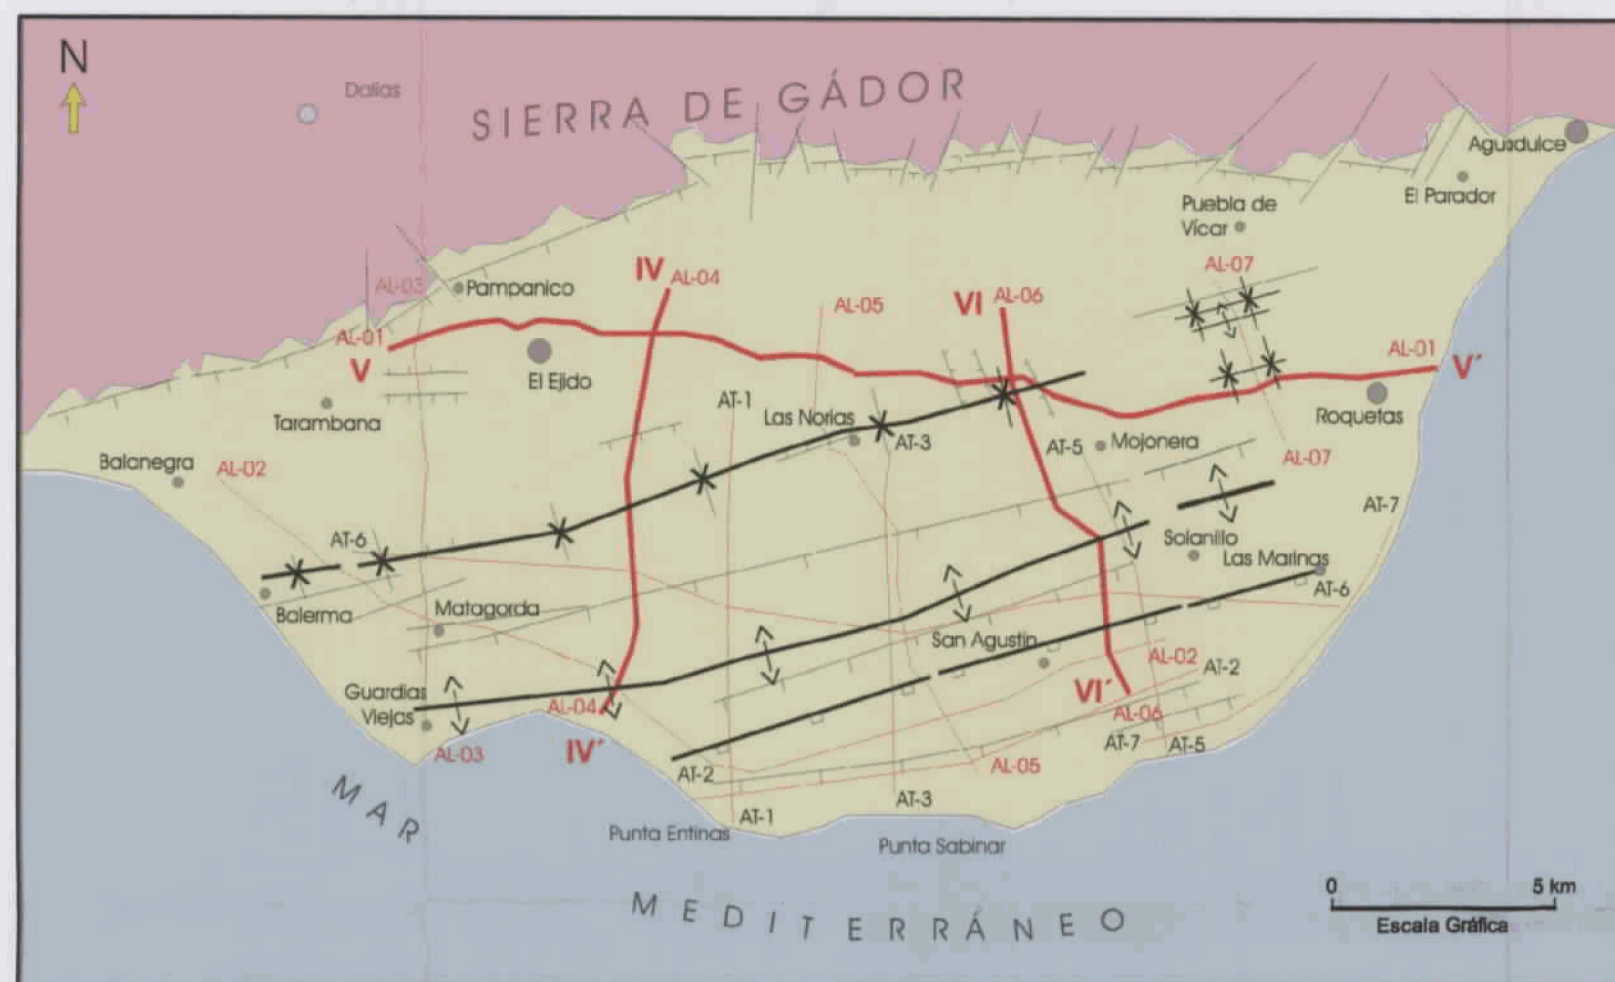 N
Dalías
SIERRA DE GÁDOR
Aguadulce
El Parador
Puebla de
Vícar
AL-07
IV AL-04
AL-03
Pampanico
AL-05
VI AL-06
AL-01
V
AL-01
V´
El Ejido
AT-1
Las Norias
Roquetas
Tarambana
AT-3
AT-5
Mojonera
Balanegra
AL-02
AL-07
AT-7
AT-6
Solanillo
Las Marinas
AT-6
Balerma
Matagorda
San Agustín
AL-02
AT-2
Guardias
Viejas
AL-04
VI´
AL-06
AL-03
IV´
AT-7
AT-5
AT-2
AL-05
MAR
AT-3
AT-1
Punta Entinas
Punta Sabinar
0 5 km
Escala Gráfica
MEDITERRÁNEO